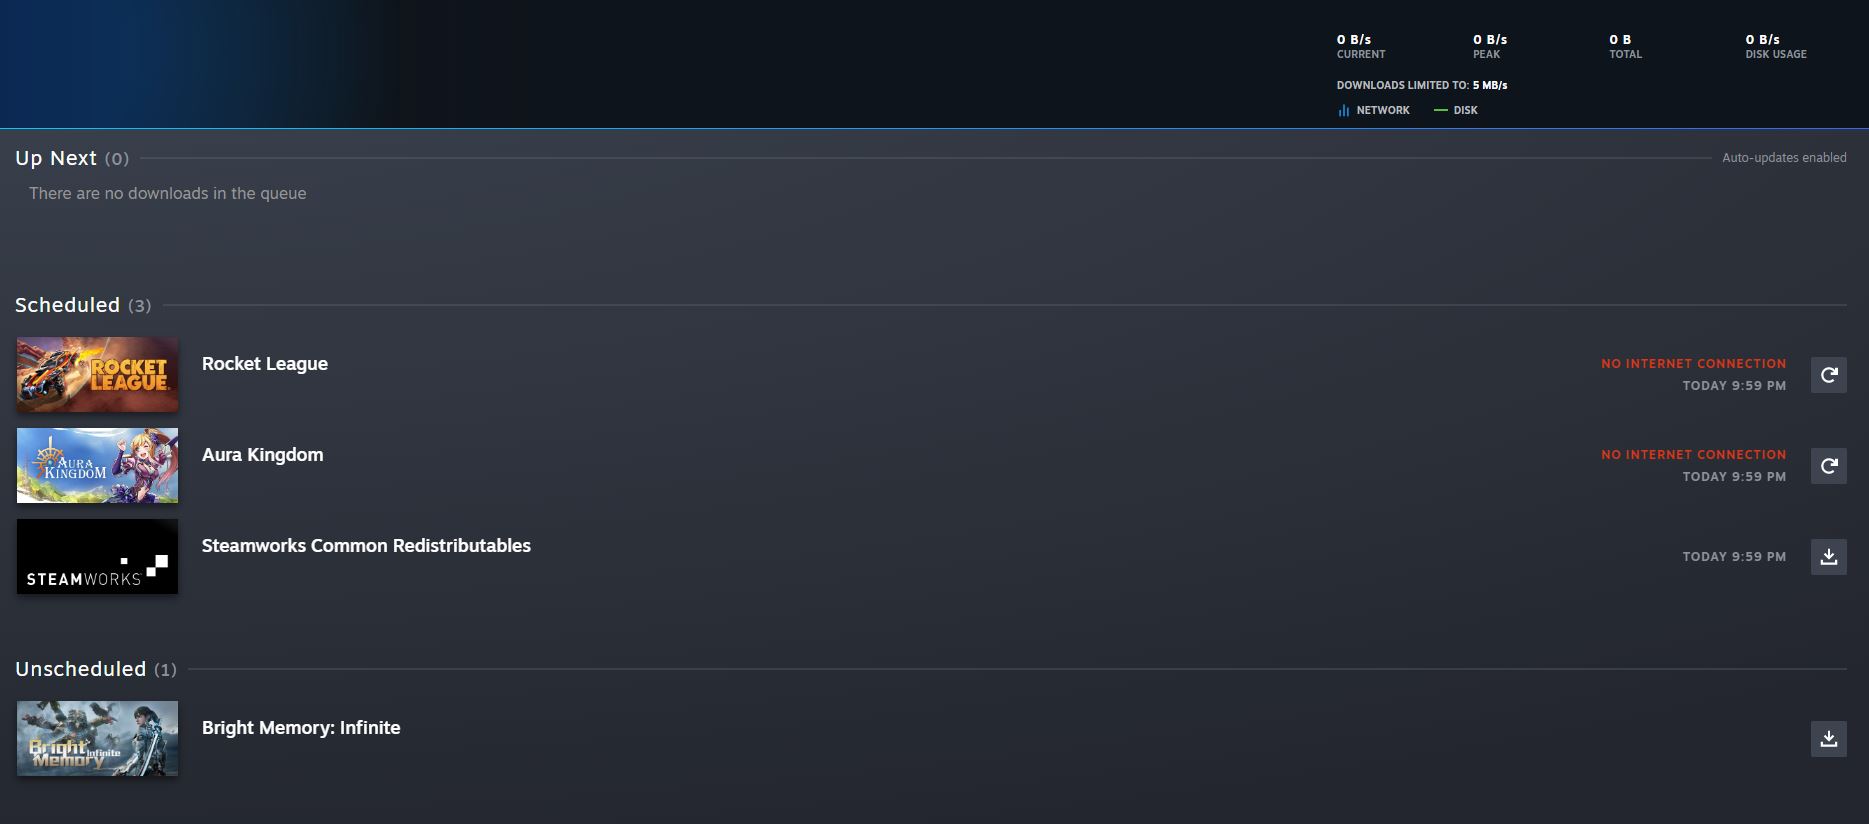 0 B/s
CURRENT
0 B/s
PEAK
0 B
TOTAL
0 B/s
DISK USAGE
DOWNLOADS LIMITED TO: 5 MB/s
NETWORK
DISK
Up Next (0)
Auto-updates enabled
There are no downloads in the queue
Scheduled (3)
ROCKET
LEAGUE
Rocket League
NO INTERNET CONNECTION
TODAY 9:59 PM
AURA
KINGDOM
Aura Kingdom
NO INTERNET CONNECTION
TODAY 9:59 PM
STEAMWORKS
Steamworks Common Redistributables
TODAY 9:59 PM
Unscheduled (1)
Bright Infinite
Memory
Bright Memory: Infinite